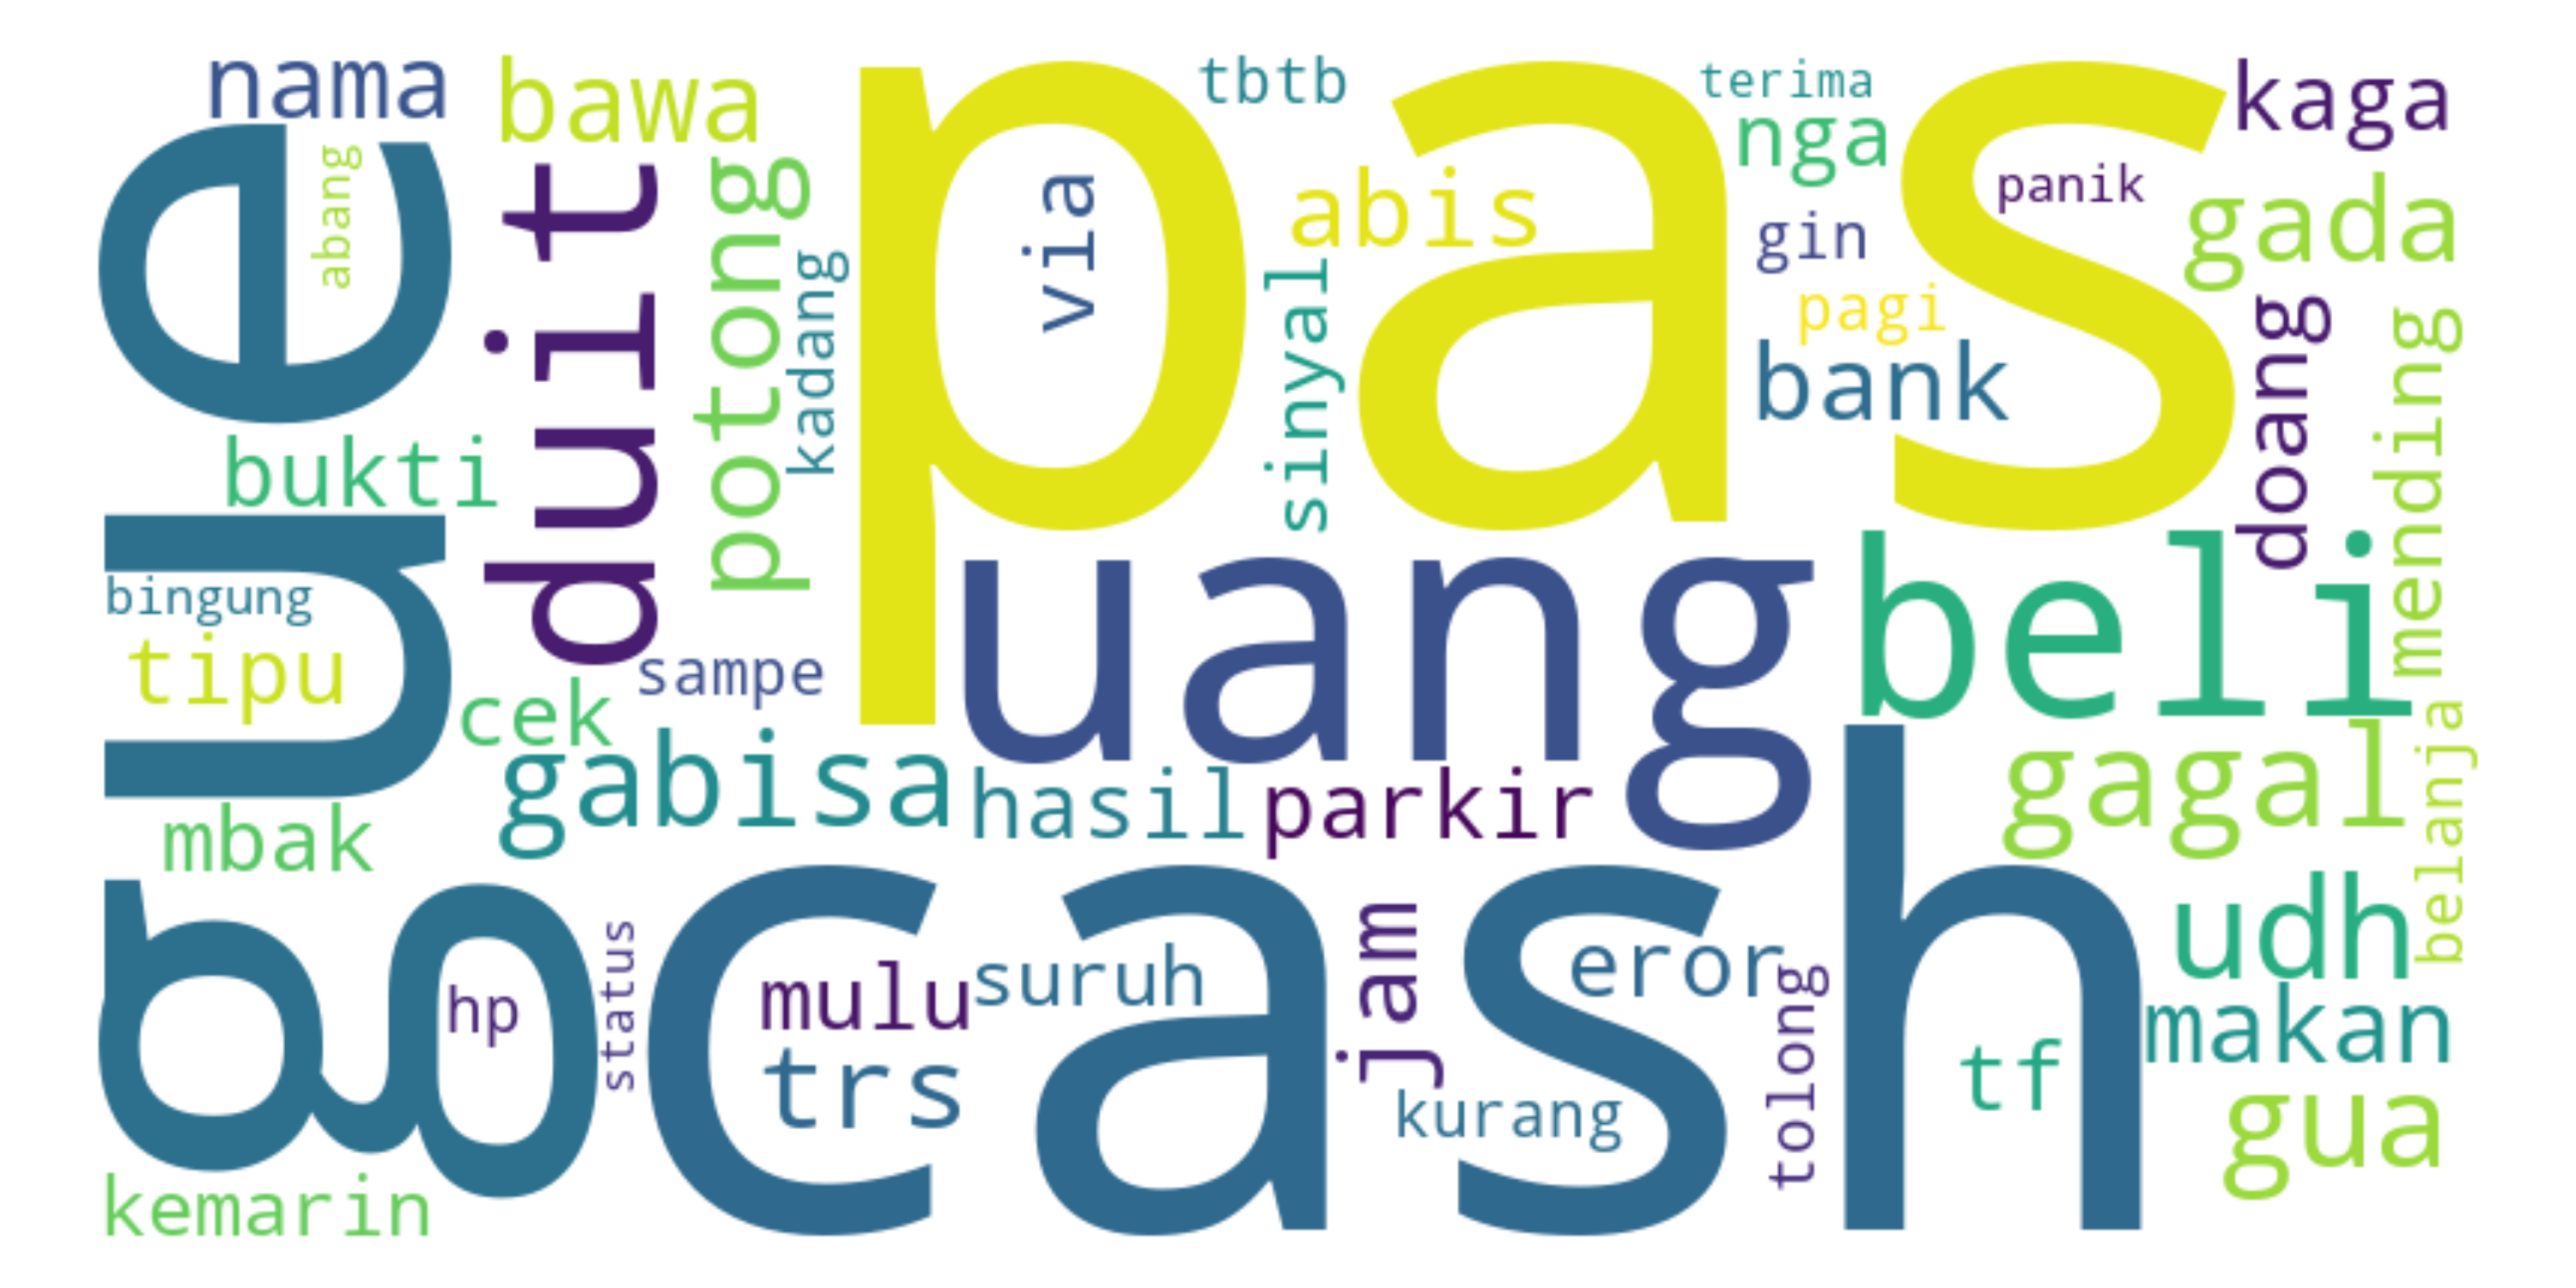 nama
bawa
pas
tbtb
terima
kaga
nga
abang
via
abis
panik
gada
gin
duit
potong
kadang
sinyal
pagi
bank
doang
mending
gue
bukti
uang
beli
bingung
tipu
sampe
cek
gabisa
hasil
parkir
gagal
belanja
mbak
cash
udh
status
hp
mulu
suruh
jam
eror
tolong
makan
trs
tf
kurang
gua
kemarin